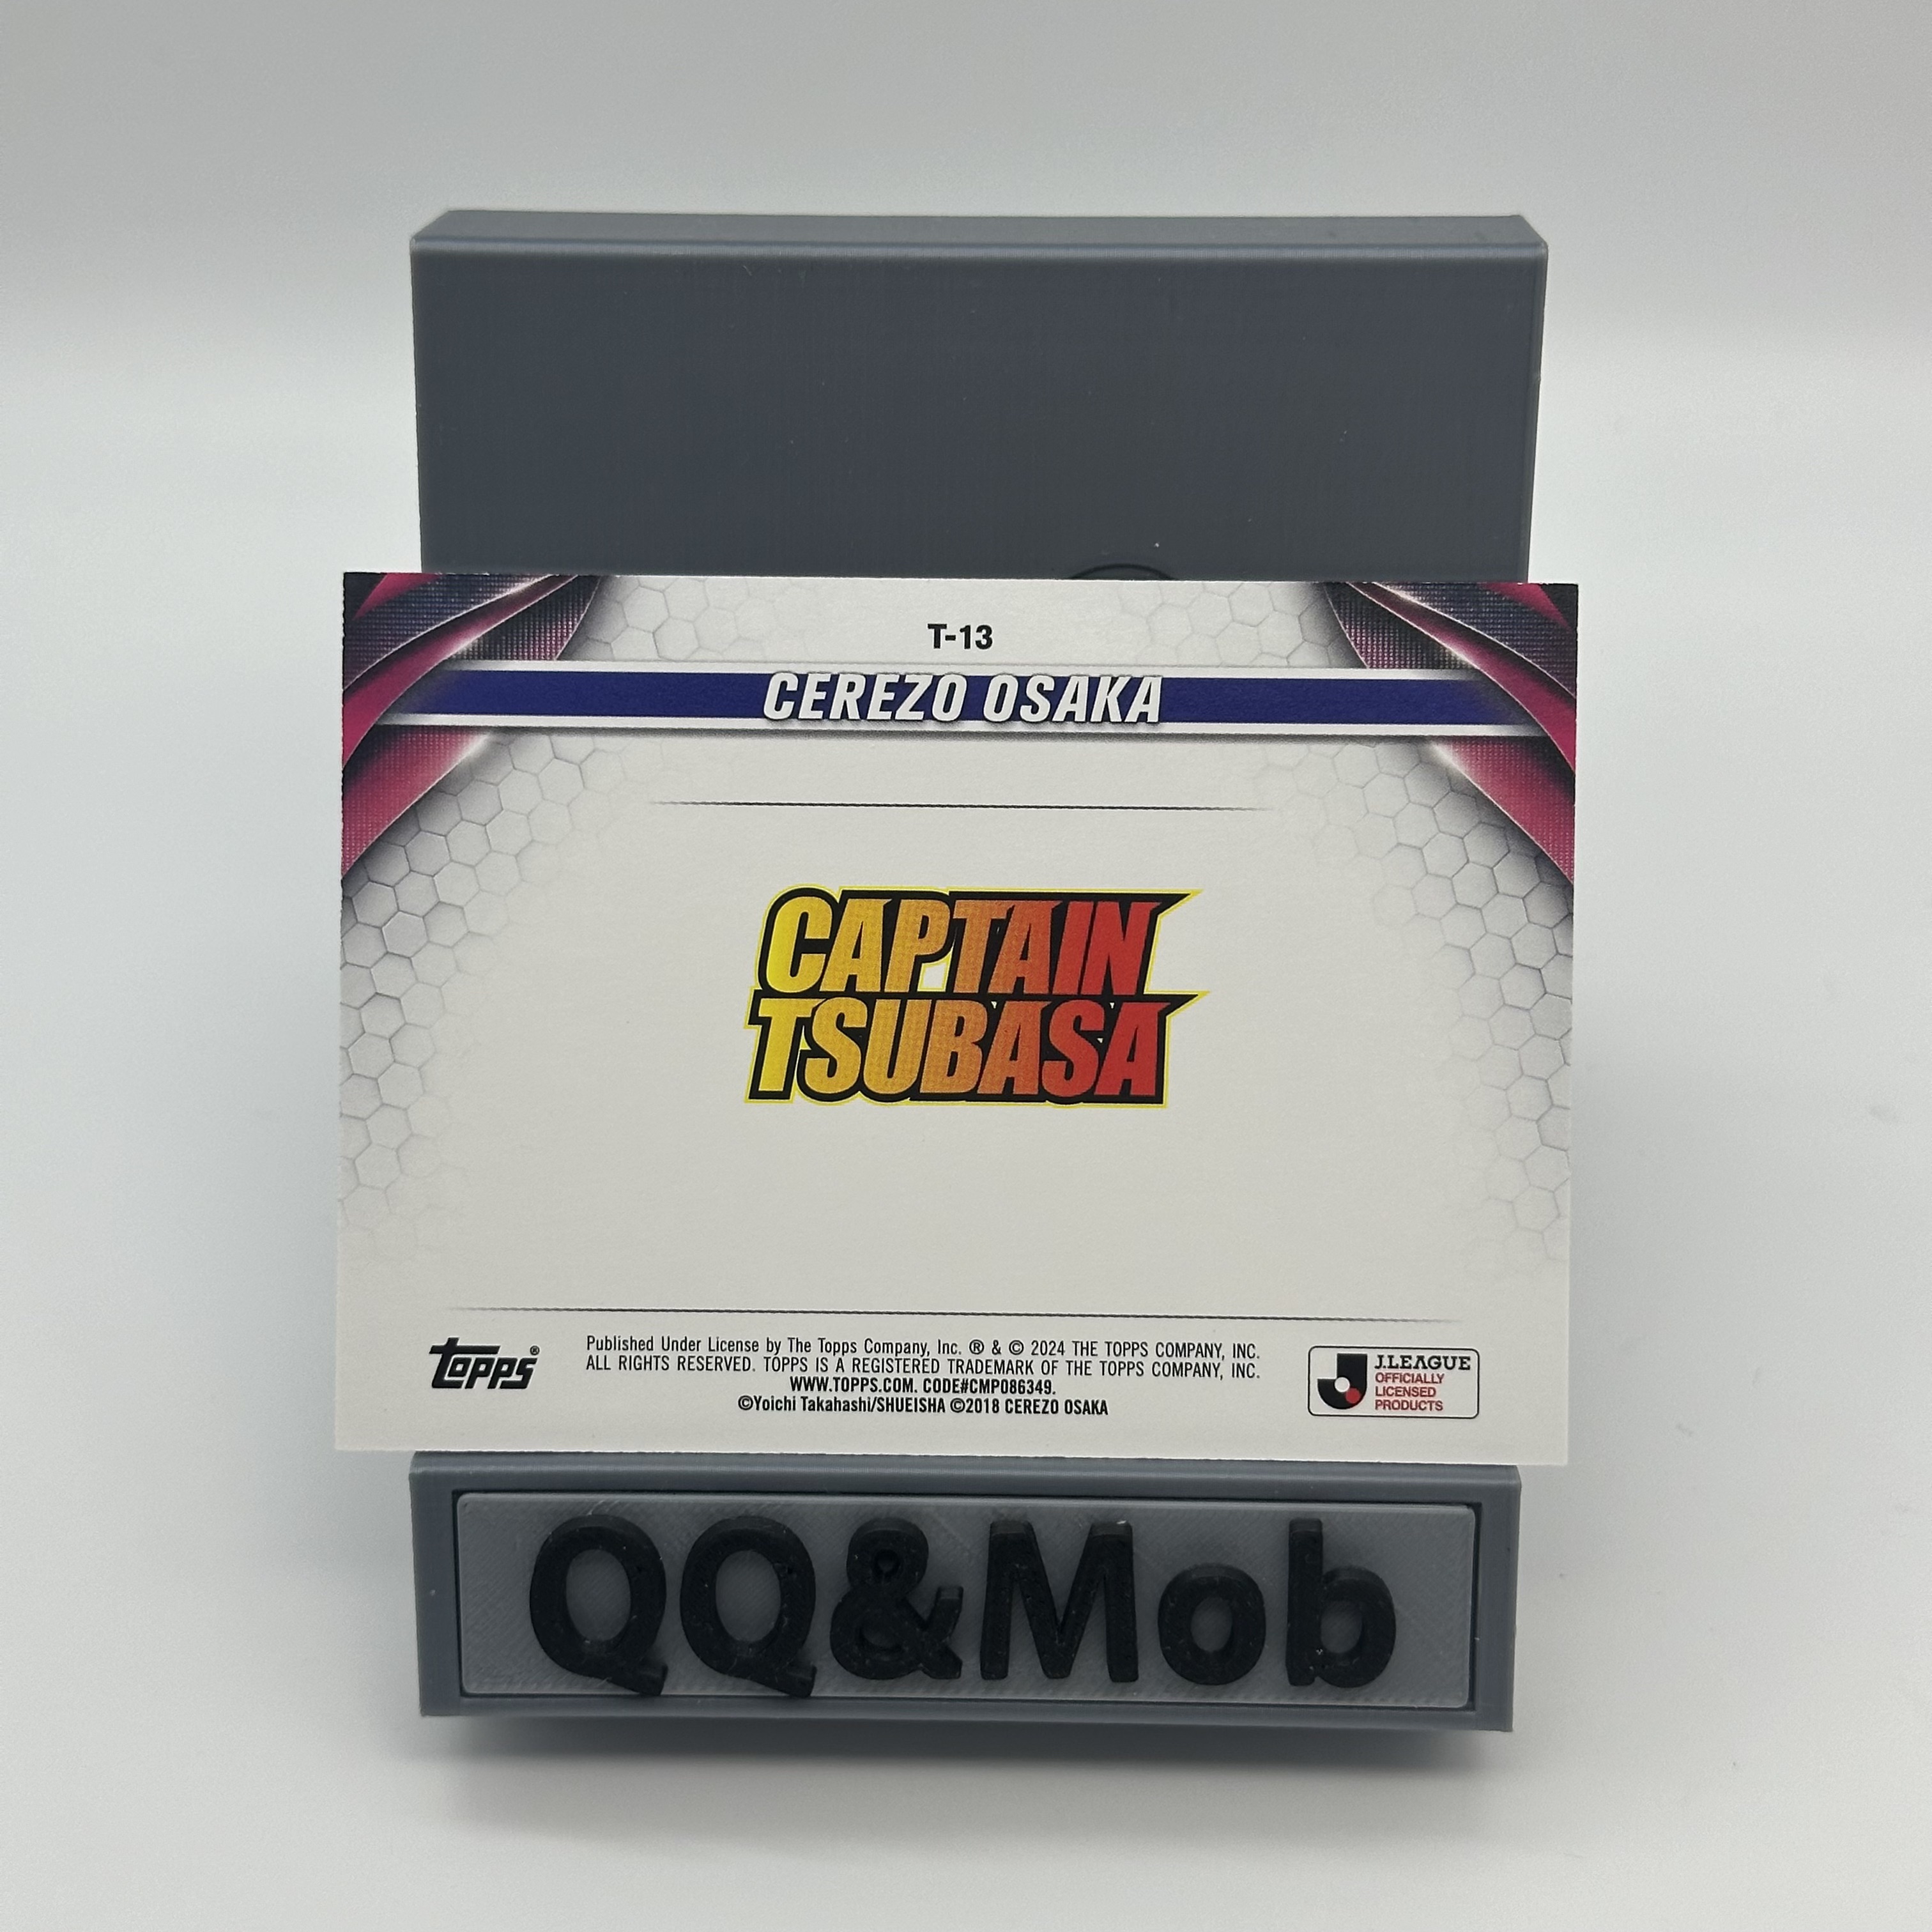 T-13
CEREZO OSAKA
CAPTAIN
TSUBASA
topps®
Published Under License by The Topps Company, Inc. ® & © 2024 THE TOPPS COMPANY, INC.
ALL RIGHTS RESERVED. TOPPS IS A REGISTERED TRADEMARK OF THE TOPPS COMPANY, INC.
WWW.TOPPS.COM. CODE#CMP086349.
©Yoichi Takahashi/SHUEISHA ©2018 CEREZO OSAKA
J.LEAGUE
OFFICIALLY
LICENSED
PRODUCTS
QQ&Mob